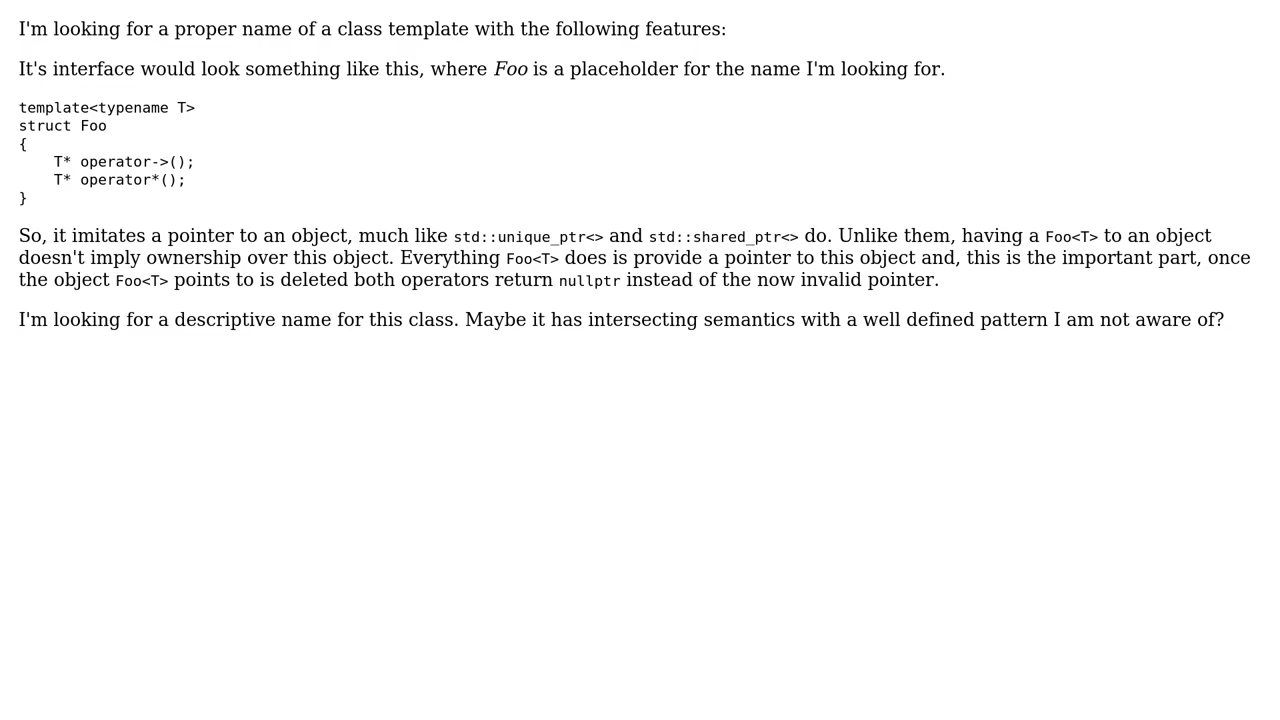 I'm looking for a proper name of a class template with the following features:
It's interface would look something like this, where Foo is a placeholder for the name I'm looking for.
template<typename T>
struct Foo
{
    T* operator->();
    T* operator*();
}
So, it imitates a pointer to an object, much like std::unique_ptr<> and std::shared_ptr<> do. Unlike them, having a Foo<T> to an object
doesn't imply ownership over this object. Everything Foo<T> does is provide a pointer to this object and, this is the important part, once
the object Foo<T> points to is deleted both operators return nullptr instead of the now invalid pointer.
I'm looking for a descriptive name for this class. Maybe it has intersecting semantics with a well defined pattern I am not aware of?